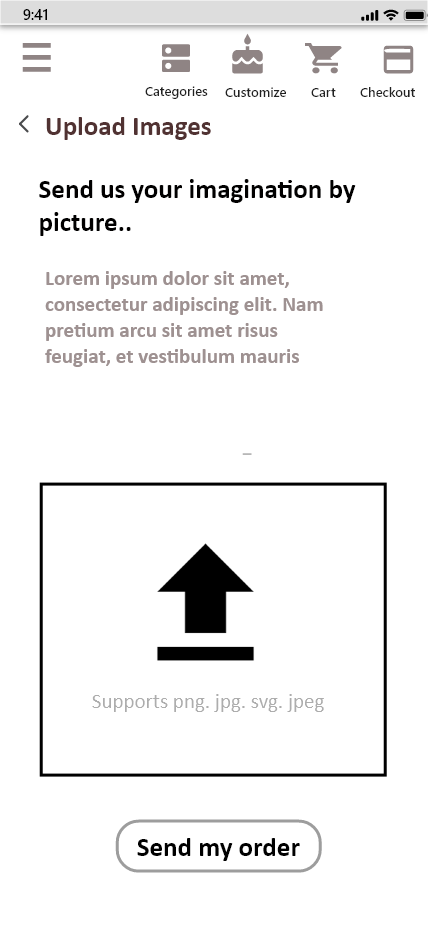 9:41
Categories
Customize
Cart
Checkout
Upload Images
Send us your imagination by
picture..
Lorem ipsum dolor sit amet,
consectetur adipiscing elit. Nam
pretium arcu sit amet risus
feugiat, et vestibulum mauris
_
Supports png. jpg. svg. jpeg
Send my order